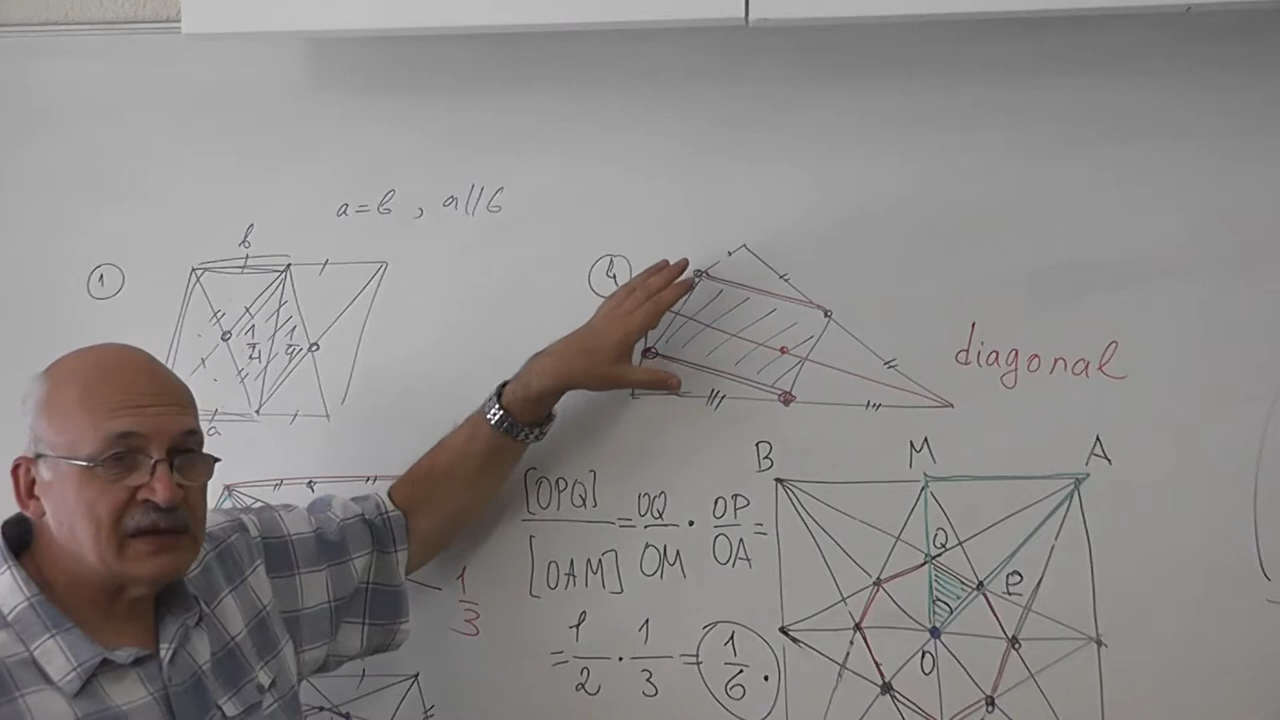 a=b, a//b
b
1
1/4 1/4
a
4
diagonal
B M A
[OPQ]/[OAM] = OQ/OM · OP/OA =
= 1/2 · 1/3 = 1/6.
1/3
Q
P
O